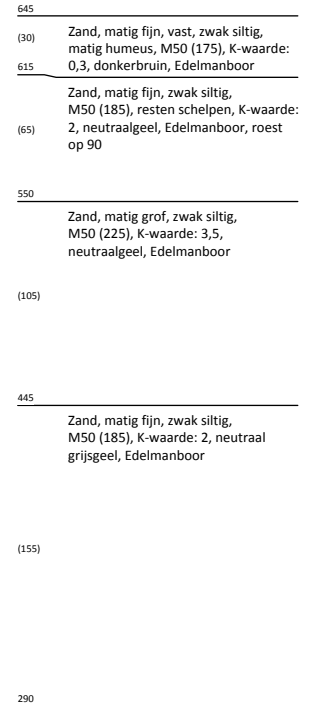 645
(30)
Zand, matig fijn, vast, zwak siltig,
matig humeus, M50 (175), K-waarde:
0,3, donkerbruin, Edelmanboor
615
Zand, matig fijn, zwak siltig,
M50 (185), resten schelpen, K-waarde:
2, neutraalgeel, Edelmanboor, roest
op 90
(65)
550
Zand, matig grof, zwak siltig,
M50 (225), K-waarde: 3,5,
neutraalgeel, Edelmanboor
(105)
445
Zand, matig fijn, zwak siltig,
M50 (185), K-waarde: 2, neutraal
grijsgeel, Edelmanboor
(155)
290